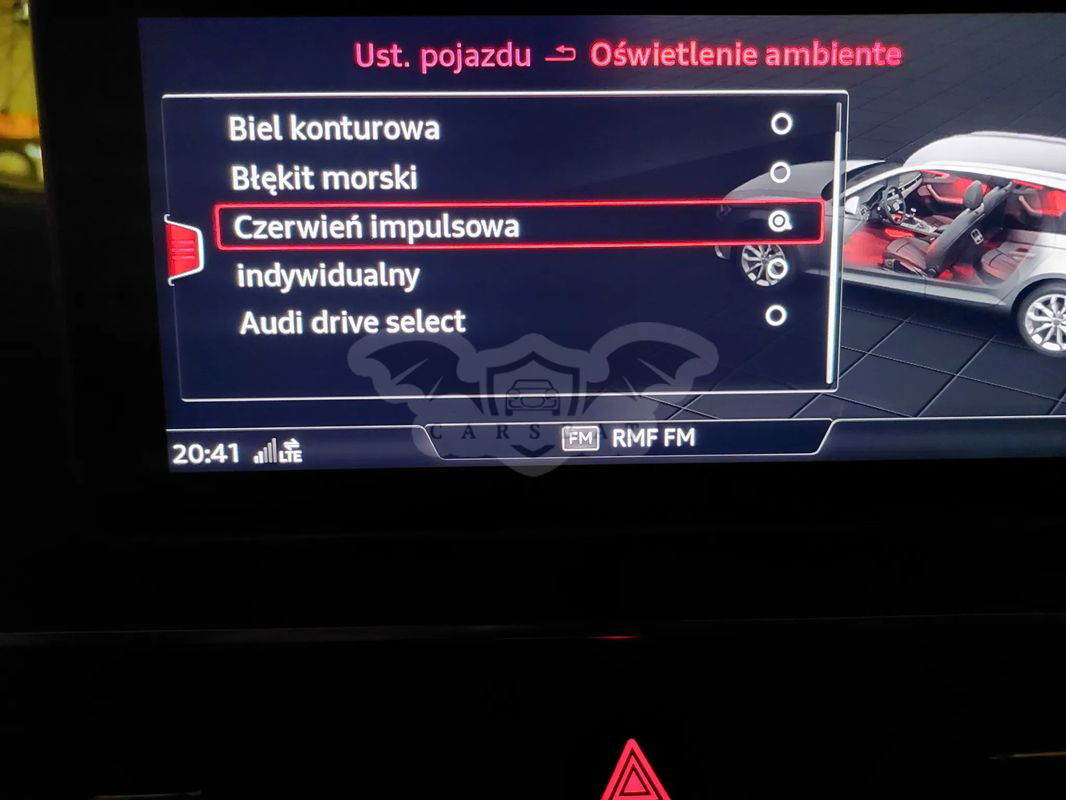 Ust. pojazdu Oświetlenie ambiente
Biel konturowa
Błękit morski
Czerwień impulsowa
indywidualny
Audi drive select
20:41 LTE FM RMF FM